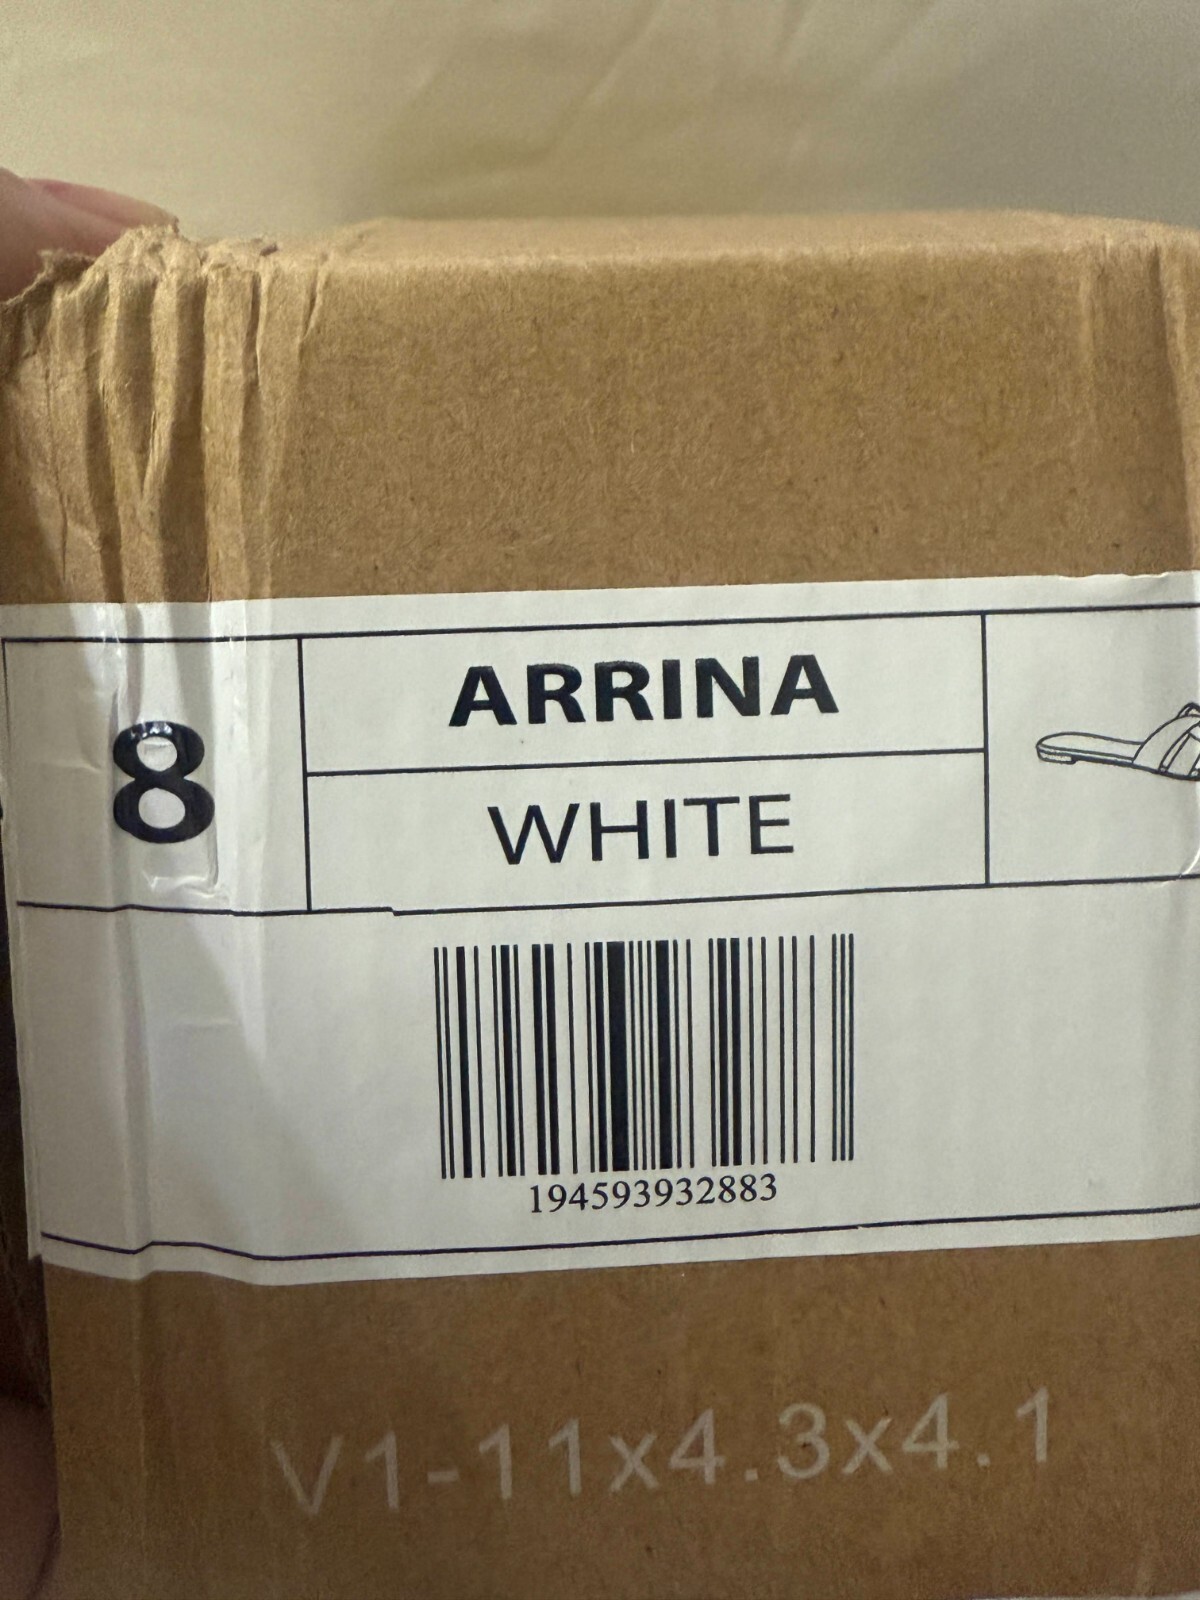 8
ARRINA
WHITE
194593932883
V1-11x4.3x4.1